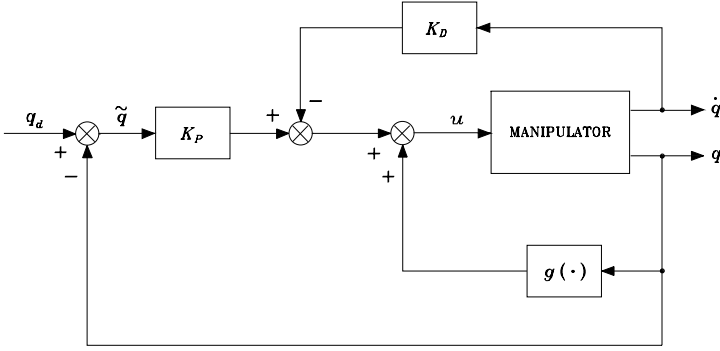 K_D
−
q̇
q_d
q̃
+
K_P
+
+
u
MANIPULATOR
−
+
q
g(·)